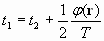 t₁ = t₂ + 1/2 φ(r)/T